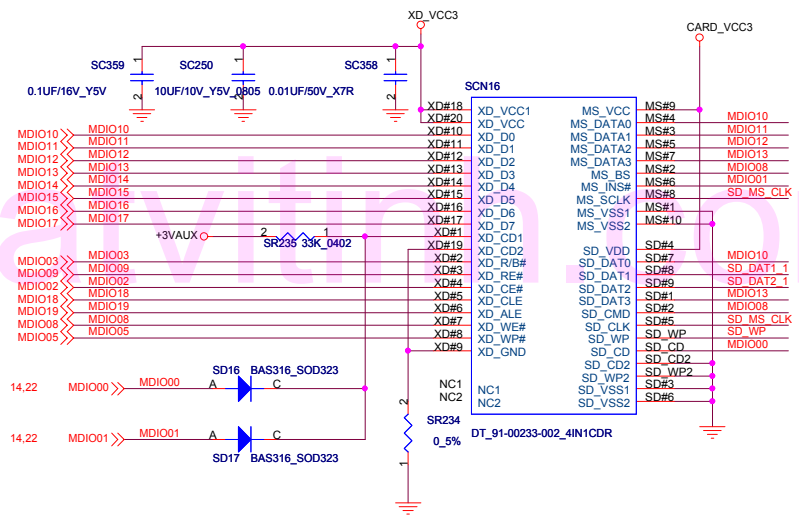 XD_VCC3
CARD_VCC3
SC359 1 SC250 1 SC358 1
0.1UF/16V_Y5V 10UF/10V_Y5V_0805 0.01UF/50V_X7R
2 2 2
SCN16
XD#18 XD_VCC1 MS_VCC MS#9
XD#20 XD_VCC MS_DATA0 MS#4 MDIO10
MDIO10 MDIO10 XD#10 XD_D0 MS_DATA1 MS#3 MDIO11
MDIO11 MDIO11 XD#11 XD_D1 MS_DATA2 MS#5 MDIO12
MDIO12 MDIO12 XD#12 XD_D2 MS_DATA3 MS#7 MDIO13
MDIO13 MDIO13 XD#13 XD_D3 MS_BS MS#2 MDIO08
MDIO14 MDIO14 XD#14 XD_D4 MS_INS# MS#6 MDIO01
MDIO15 MDIO15 XD#15 XD_D5 MS_SCLK MS#8 SD_MS_CLK
MDIO16 MDIO16 XD#16 XD_D6 MS_VSS1 MS#1
MDIO17 MDIO17 XD#17 XD_D7 MS_VSS2 MS#10
+3VAUX 2 1 XD#1 XD_CD1
SR235 33K_0402 XD#19 XD_CD2 SD_VDD SD#4
MDIO03 MDIO03 XD#2 XD_R/B# SD_DAT0 SD#7 MDIO10
MDIO09 MDIO09 XD#3 XD_RE# SD_DAT1 SD#8 SD_DAT1_1
MDIO02 MDIO02 XD#4 XD_CE# SD_DAT2 SD#9 SD_DAT2_1
MDIO18 MDIO18 XD#5 XD_CLE SD_DAT3 SD#1 MDIO13
MDIO19 MDIO19 XD#6 XD_ALE SD_CMD SD#2 MDIO08
MDIO08 MDIO08 XD#7 XD_WE# SD_CLK SD#5 SD_MS_CLK
MDIO05 MDIO05 XD#8 XD_WP# SD_WP SD_WP SD_WP
XD#9 XD_GND SD_CD SD_CD MDIO00
SD_CD2 SD_CD2
SD_WP2 SD_WP2
SD16 BAS316_SOD323
14,22 MDIO00 MDIO00 A C
NC1 NC1 SD_VSS1 SD#3
NC2 NC2 SD_VSS2 SD#6
2
SR234
0_5%
1
DT_91-00233-002_4IN1CDR
14,22 MDIO01 MDIO01 A C
SD17 BAS316_SOD323